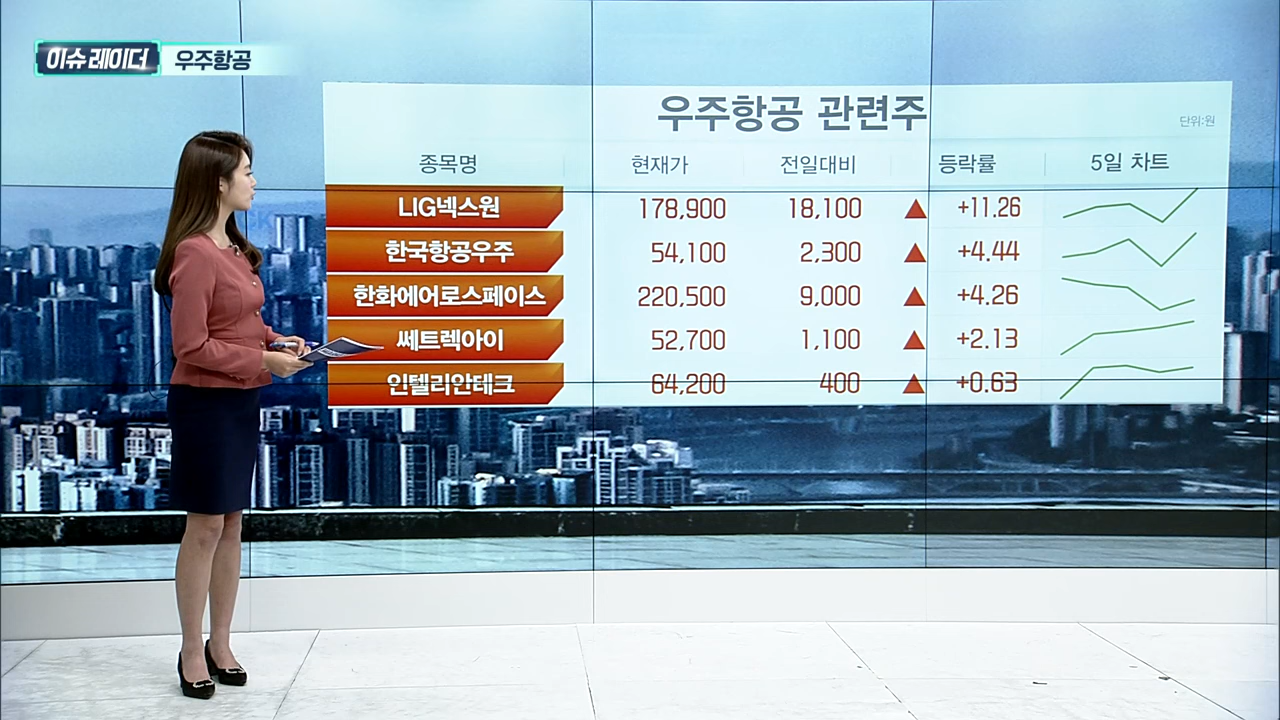 이슈 레이더 우주항공
우주항공 관련주
단위:원
종목명 현재가 전일대비 등락률 5일 차트
LIG넥스원 178,900 18,100 ▲ +11.26
한국항공우주 54,100 2,300 ▲ +4.44
한화에어로스페이스 220,500 9,000 ▲ +4.26
쎄트렉아이 52,700 1,100 ▲ +2.13
인텔리안테크 64,200 400 ▲ +0.63